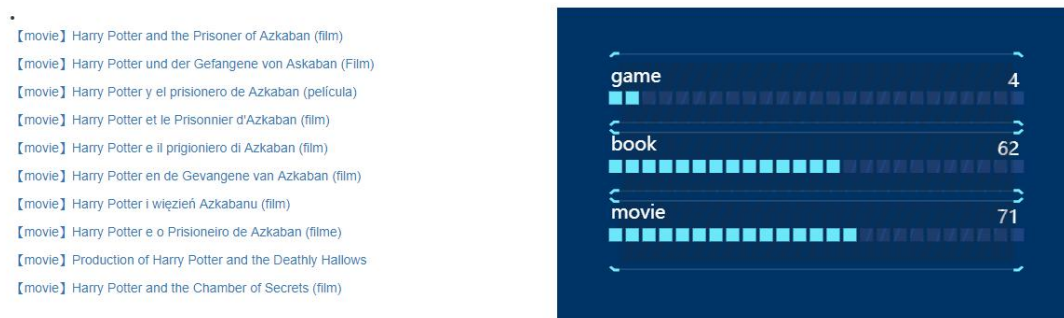 【movie】Harry Potter and the Prisoner of Azkaban (film)
【movie】Harry Potter und der Gefangene von Askaban (Film)
【movie】Harry Potter y el prisionero de Azkaban (película)
【movie】Harry Potter et le Prisonnier d'Azkaban (film)
【movie】Harry Potter e il prigioniero di Azkaban (film)
【movie】Harry Potter en de Gevangene van Azkaban (film)
【movie】Harry Potter i więzień Azkabanu (film)
【movie】Harry Potter e o Prisioneiro de Azkaban (filme)
【movie】Production of Harry Potter and the Deathly Hallows
【movie】Harry Potter and the Chamber of Secrets (film)
game 4
book 62
movie 71